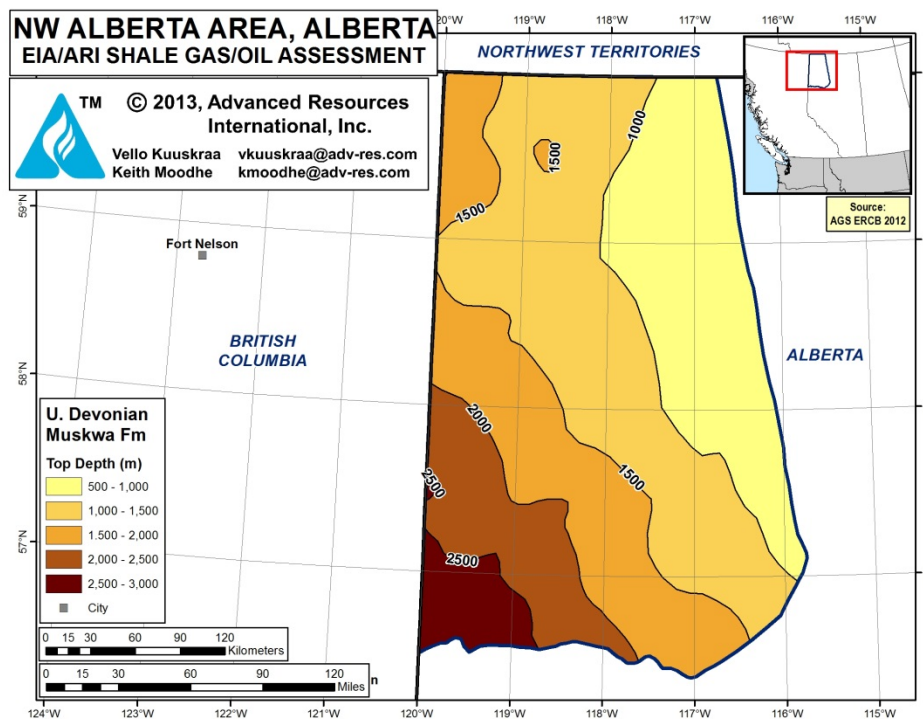 NW ALBERTA AREA, ALBERTA
EIA/ARI SHALE GAS/OIL ASSESSMENT
TM
© 2013, Advanced Resources
International, Inc.
Vello Kuuskraa vkuuskraa@adv-res.com
Keith Moodhe kmoodhe@adv-res.com
120°W 119°W 118°W 117°W 116°W 115°W
NORTHWEST TERRITORIES
Source:
AGS ERCB 2012
1000
1500
1500
59°N
Fort Nelson
BRITISH
COLUMBIA
ALBERTA
58°N
2000
1500
2500
2500
57°N
U. Devonian
Muskwa Fm
Top Depth (m)
500 - 1,000
1,000 - 1,500
1.500 - 2,000
2,000 - 2,500
2,500 - 3,000
City
0 15 30 60 90 120
Kilometers
0 15 30 60 90 120
Miles
n
124°W 123°W 122°W 121°W 120°W 119°W 118°W 117°W 116°W 115°W